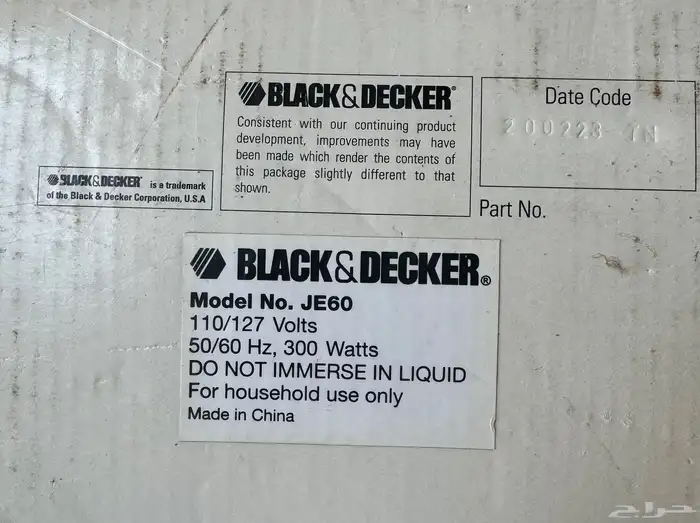 BLACK&DECKER®
Consistent with our continuing product
development, improvements may have
been made which render the contents of
this package slightly different to that
shown.
Date Code
200223 TN
Part No.
BLACK&DECKER® is a trademark
of the Black & Decker Corporation, U.S.A
BLACK&DECKER®
Model No. JE60
110/127 Volts
50/60 Hz, 300 Watts
DO NOT IMMERSE IN LIQUID
For household use only
Made in China
حراج